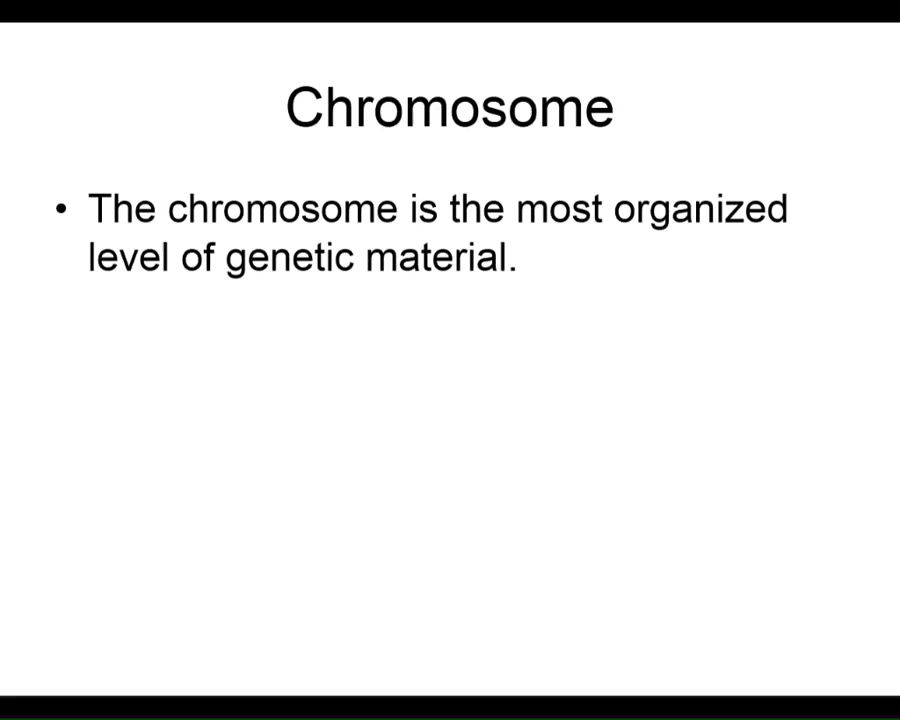 Chromosome
• The chromosome is the most organized
level of genetic material.